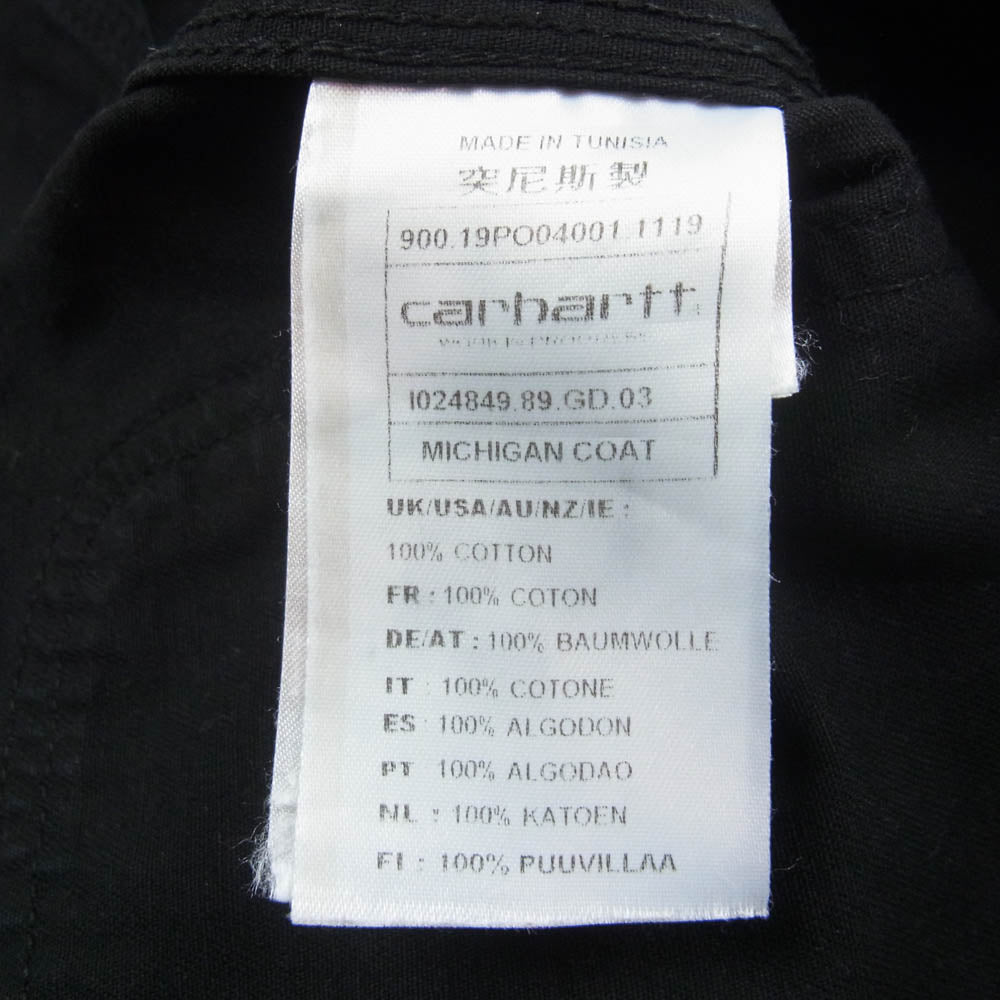 MADE IN TUNISIA
突尼斯製
900.19PO04001.1119
carhartt
I024849.89.GD.03
MICHIGAN COAT
UK/USA/AU/NZ/IE :
100% COTTON
FR : 100% COTON
DE/AT : 100% BAUMWOLLE
IT : 100% COTONE
ES : 100% ALGODON
PT 100% ALGODAO
NL : 100% KATOEN
FI : 100% PUUVILLAA